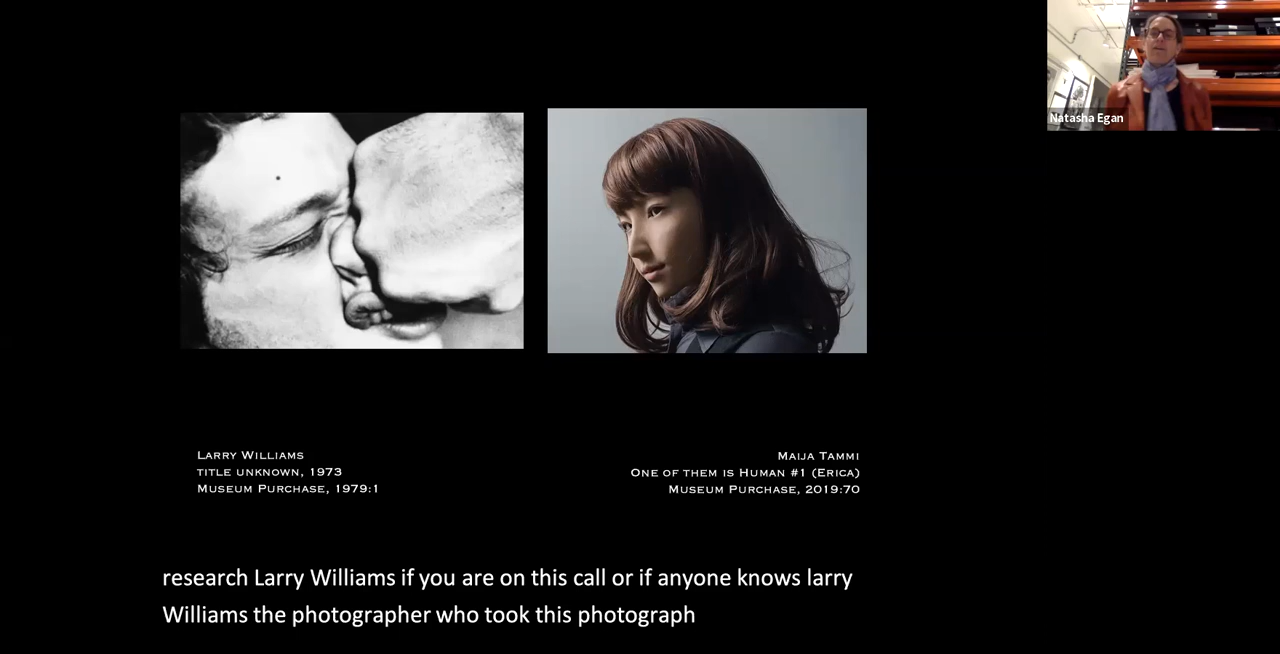 Natasha Egan
Larry Williams
title unknown, 1973
Museum Purchase, 1979:1
Maija Tammi
One of them is Human #1 (Erica)
Museum Purchase, 2019:70
research Larry Williams if you are on this call or if anyone knows larry
Williams the photographer who took this photograph